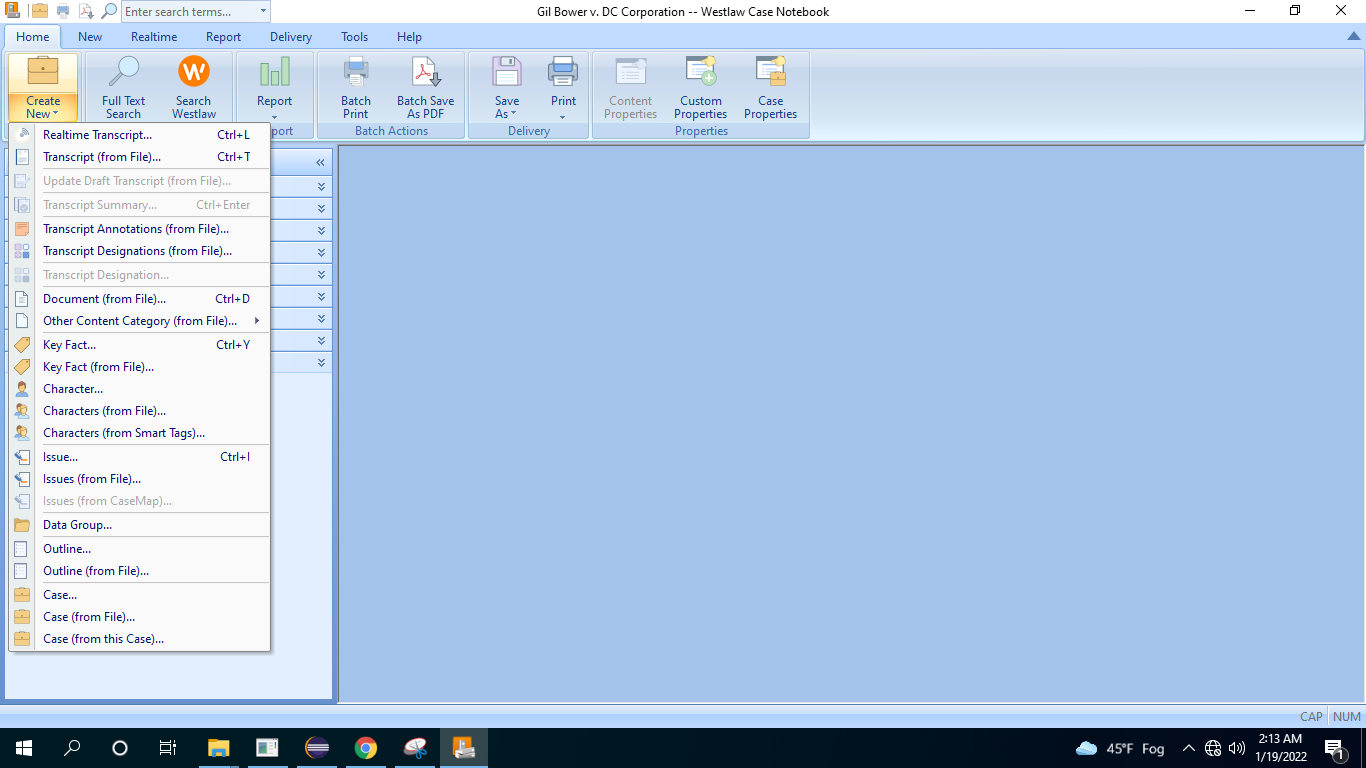 Enter search terms...
Gil Bower v. DC Corporation -- Westlaw Case Notebook
Home New Realtime Report Delivery Tools Help
Create New
Full Text Search
Search Westlaw
Report
Batch Print
Batch Save As PDF
Save As
Print
Content Properties
Custom Properties
Case Properties
port
Batch Actions
Delivery
Properties
Realtime Transcript... Ctrl+L
Transcript (from File)... Ctrl+T
Update Draft Transcript (from File)...
Transcript Summary... Ctrl+Enter
Transcript Annotations (from File)...
Transcript Designations (from File)...
Transcript Designation...
Document (from File)... Ctrl+D
Other Content Category (from File)...
Key Fact... Ctrl+Y
Key Fact (from File)...
Character...
Characters (from File)...
Characters (from Smart Tags)...
Issue... Ctrl+I
Issues (from File)...
Issues (from CaseMap)...
Data Group...
Outline...
Outline (from File)...
Case...
Case (from File)...
Case (from this Case)...
CAP NUM
45°F Fog
2:13 AM
1/19/2022
1